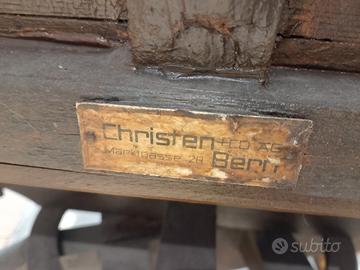 Christen+CO AG
Marktgasse 28 Bern
subito